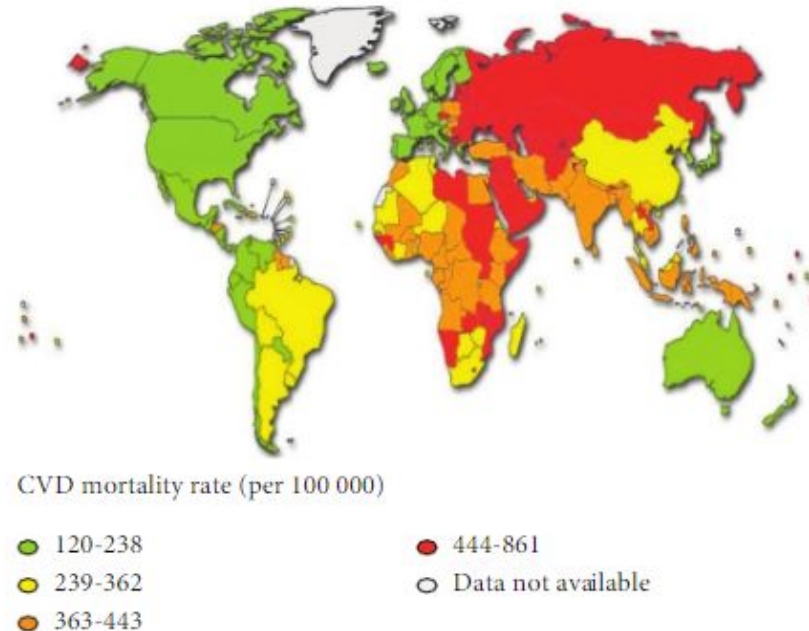 CVD mortality rate (per 100 000)
120-238
239-362
363-443
444-861
Data not available